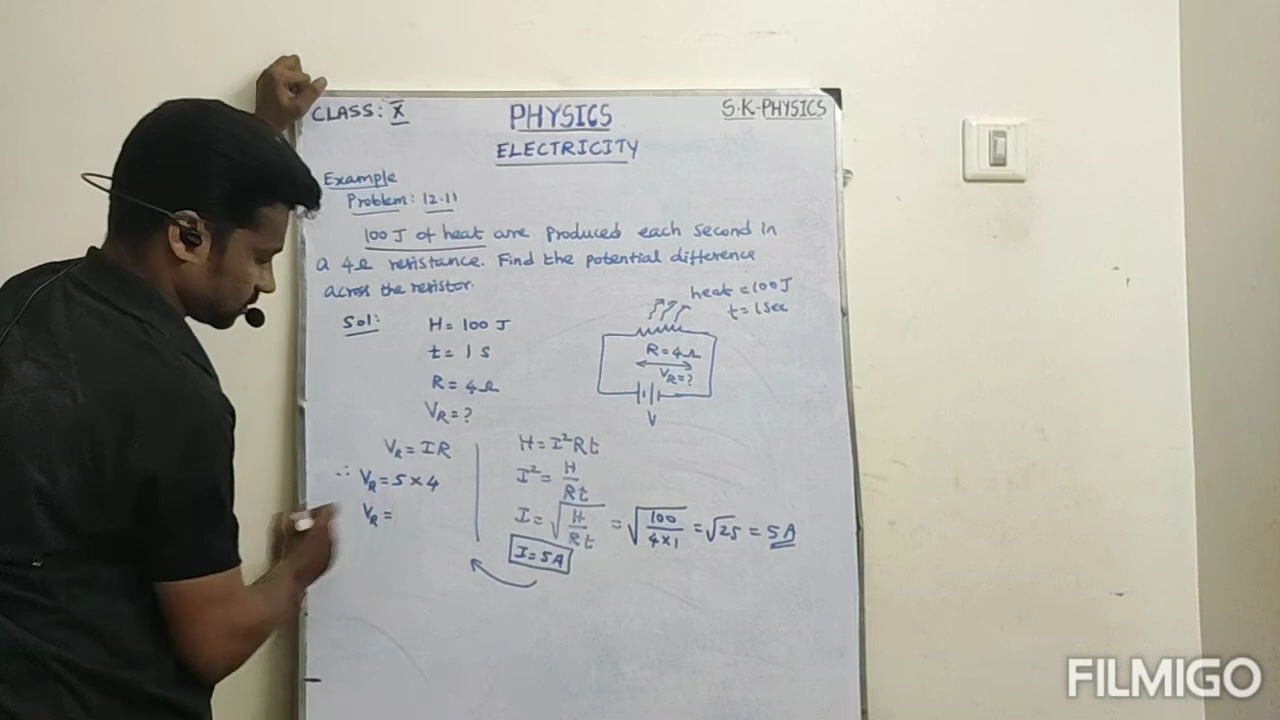 CLASS: X
PHYSICS
S.K-PHYSICS
ELECTRICITY
Example
Problem: 12.11
100 J of heat are produced each second in
a 4Ω resistance. Find the potential difference
across the resistor.
heat = 100J
t = 1Sec
Sol:
H = 100 J
t = 1 s
R = 4Ω
V_R = ?
R = 4Ω
V_R = ?
V
V_R = IR
∴ V_R = 5 × 4
V_R =
H = I²Rt
I² = H/Rt
I = √(H/Rt) = √(100/4×1) = √25 = 5A
I = 5A
FILMIGO